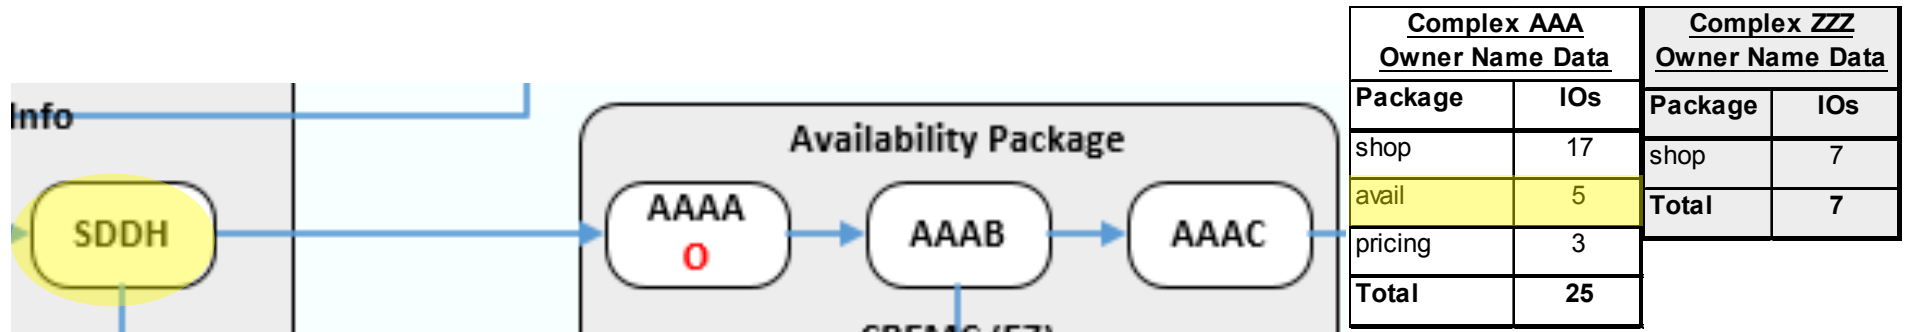 Info
SDDH
Availability Package
AAAA
O
AAAB
AAAC
Complex AAA
Owner Name Data
Package IOs
shop 17
avail 5
pricing 3
Total 25
Complex ZZZ
Owner Name Data
Package IOs
shop 7
Total 7